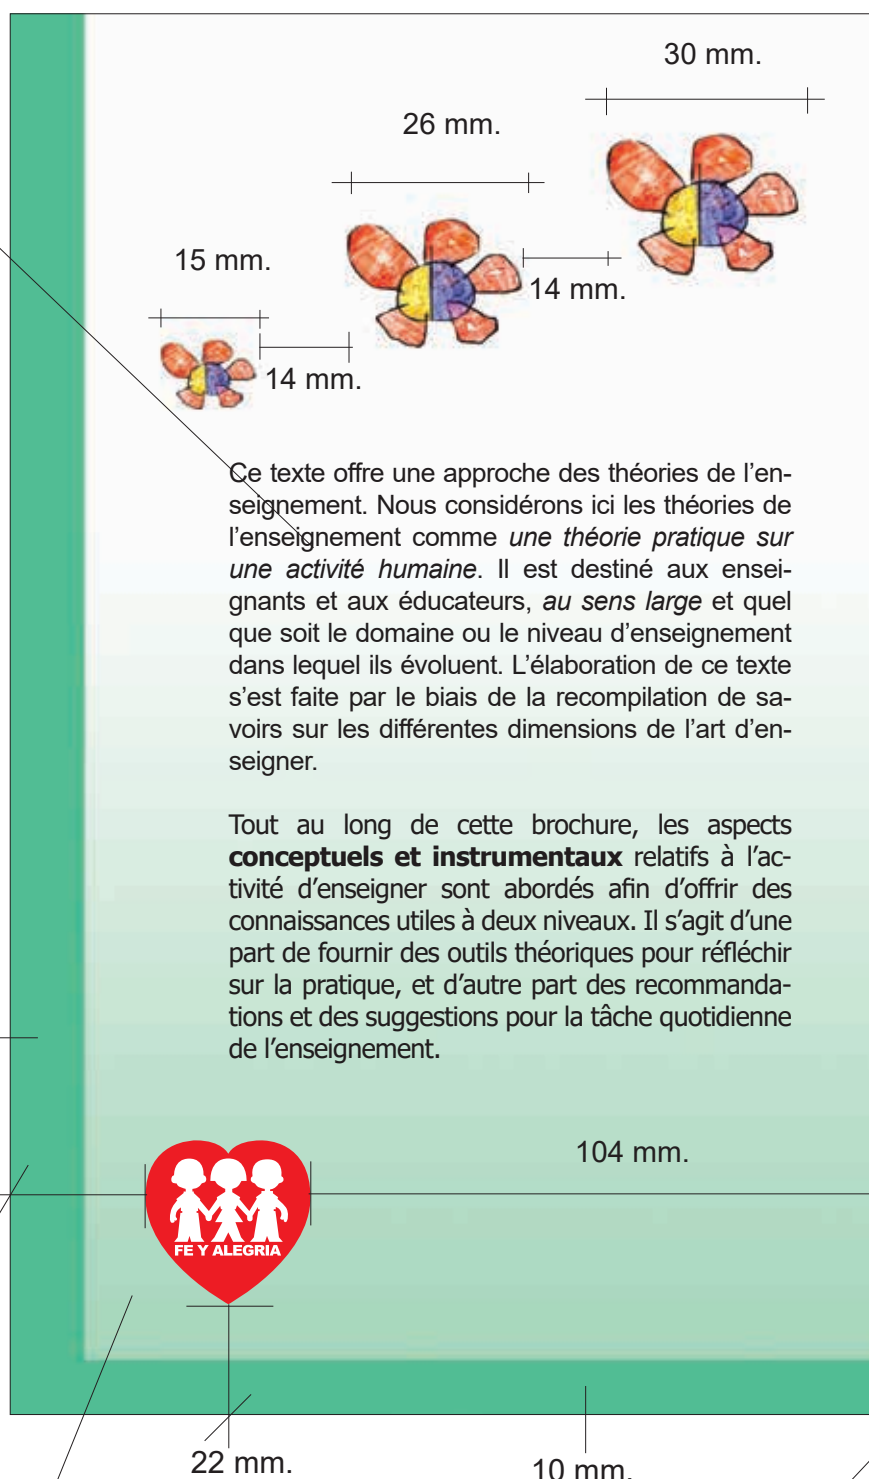 30 mm.
26 mm.
15 mm.
14 mm.
14 mm.
Ce texte offre une approche des théories de l’en-
seignement. Nous considérons ici les théories de
l’enseignement comme une théorie pratique sur
une activité humaine. Il est destiné aux ensei-
gnants et aux éducateurs, au sens large et quel
que soit le domaine ou le niveau d’enseignement
dans lequel ils évoluent. L’élaboration de ce texte
s’est faite par le biais de la recompilation de sa-
voirs sur les différentes dimensions de l’art d’en-
seigner.
Tout au long de cette brochure, les aspects
conceptuels et instrumentaux relatifs à l’ac-
tivité d’enseigner sont abordés afin d’offrir des
connaissances utiles à deux niveaux. Il s’agit d’une
part de fournir des outils théoriques pour réfléchir
sur la pratique, et d’autre part des recommanda-
tions et des suggestions pour la tâche quotidienne
de l’enseignement.
104 mm.
FE Y ALEGRIA
22 mm.
10 mm.